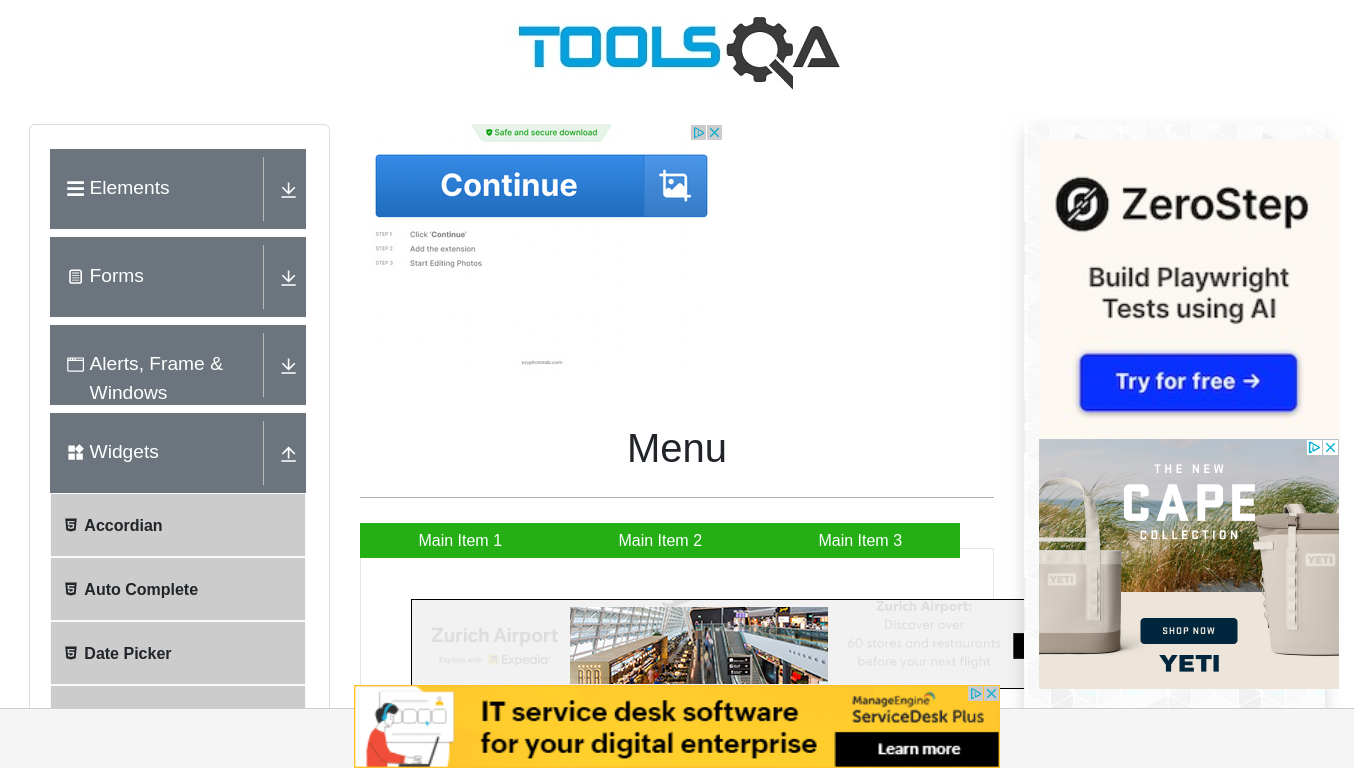 TOOLSQA
Elements
Forms
Alerts, Frame &
Windows
Widgets
Accordian
Auto Complete
Date Picker
Safe and secure download
Continue
STEP 1 Click 'Continue'
STEP 2 Add the extension
STEP 3 Start Editing Photos
Menu
Main Item 1
Main Item 2
Main Item 3
Zurich Airport
Explore with Expedia
Zurich Airport:
Discover over
60 stores and restaurants
before your next flight
IT service desk software
for your digital enterprise
ManageEngine
ServiceDesk Plus
Learn more
ZeroStep
Build Playwright
Tests using AI
Try for free →
THE NEW
CAPE
COLLECTION
YETI
YETI
SHOP NOW
YETI